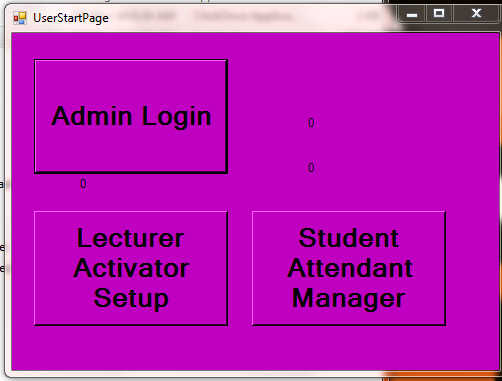 UserStartPage
Admin Login
0
0
0
Lecturer
Activator
Setup
Student
Attendant
Manager